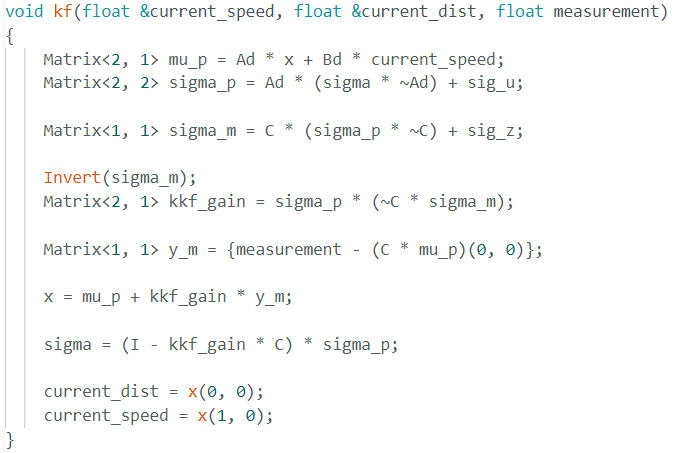 void kf(float &current_speed, float &current_dist, float measurement)
{
    Matrix<2, 1> mu_p = Ad * x + Bd * current_speed;
    Matrix<2, 2> sigma_p = Ad * (sigma * ~Ad) + sig_u;

    Matrix<1, 1> sigma_m = C * (sigma_p * ~C) + sig_z;

    Invert(sigma_m);
    Matrix<2, 1> kkf_gain = sigma_p * (~C * sigma_m);

    Matrix<1, 1> y_m = {measurement - (C * mu_p)(0, 0)};

    x = mu_p + kkf_gain * y_m;

    sigma = (I - kkf_gain * C) * sigma_p;

    current_dist = x(0, 0);
    current_speed = x(1, 0);
}